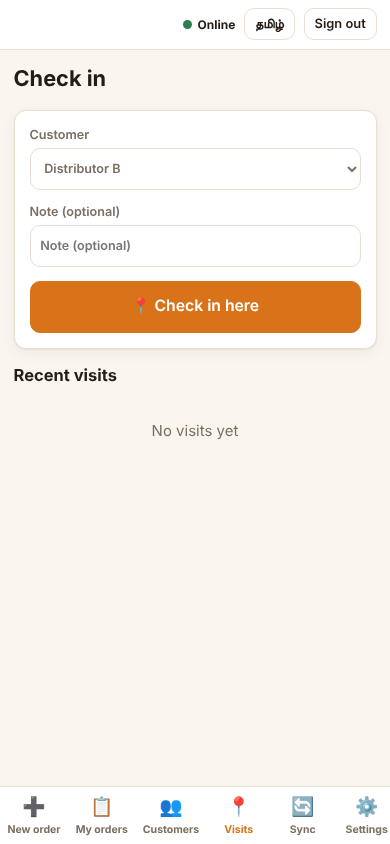 Online
தமிழ்
Sign out
Check in
Customer
Distributor B
Note (optional)
Note (optional)
Check in here
Recent visits
No visits yet
New order
My orders
Customers
Visits
Sync
Settings